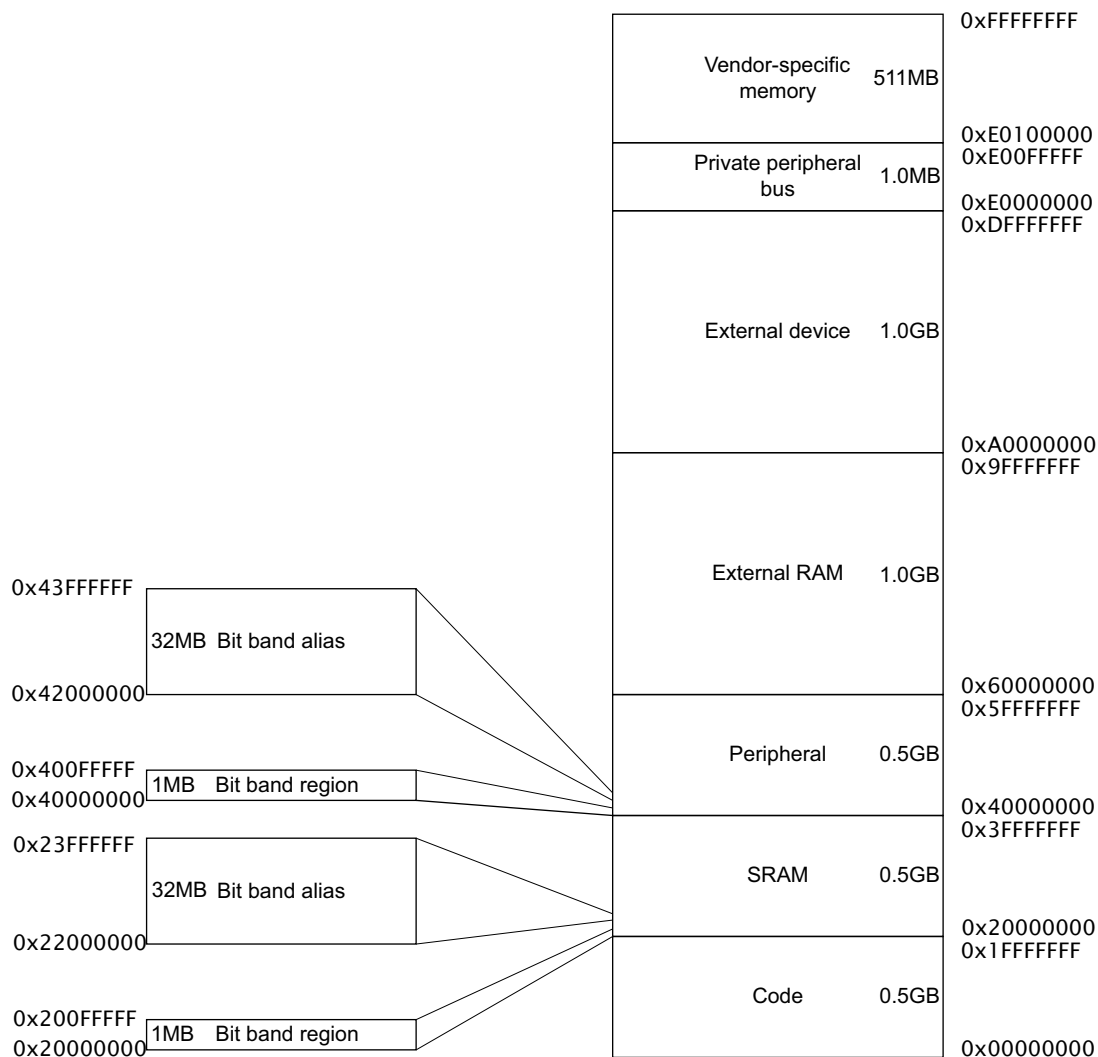 0xFFFFFFFF
Vendor-specific
memory
511MB
0xE0100000
0xE00FFFFF
Private peripheral
bus
1.0MB
0xE0000000
0xDFFFFFFF
External device
1.0GB
0xA0000000
0x9FFFFFFF
External RAM
1.0GB
0x60000000
0x5FFFFFFF
Peripheral
0.5GB
0x40000000
0x3FFFFFFF
SRAM
0.5GB
0x20000000
0x1FFFFFFF
Code
0.5GB
0x00000000
0x43FFFFFF
32MB Bit band alias
0x42000000
0x400FFFFF
1MB Bit band region
0x40000000
0x23FFFFFF
32MB Bit band alias
0x22000000
0x200FFFFF
1MB Bit band region
0x20000000